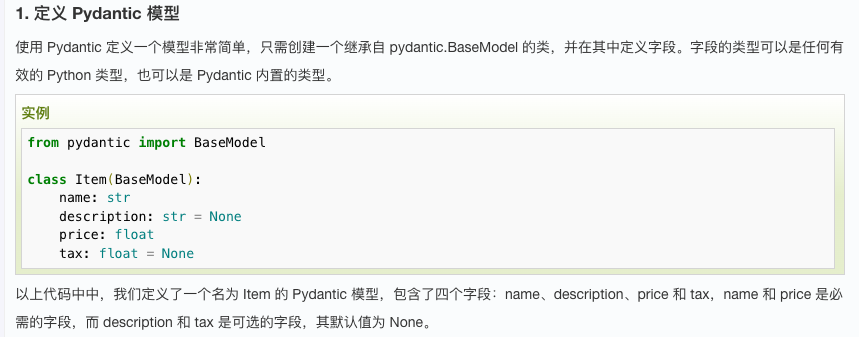 1. 定义 Pydantic 模型
使用 Pydantic 定义一个模型非常简单，只需创建一个继承自 pydantic.BaseModel 的类，并在其中定义字段。字段的类型可以是任何有
效的 Python 类型，也可以是 Pydantic 内置的类型。
实例
from pydantic import BaseModel
class Item(BaseModel):
    name: str
    description: str = None
    price: float
    tax: float = None
以上代码中中，我们定义了一个名为 Item 的 Pydantic 模型，包含了四个字段：name、description、price 和 tax，name 和 price 是必
需的字段，而 description 和 tax 是可选的字段，其默认值为 None。